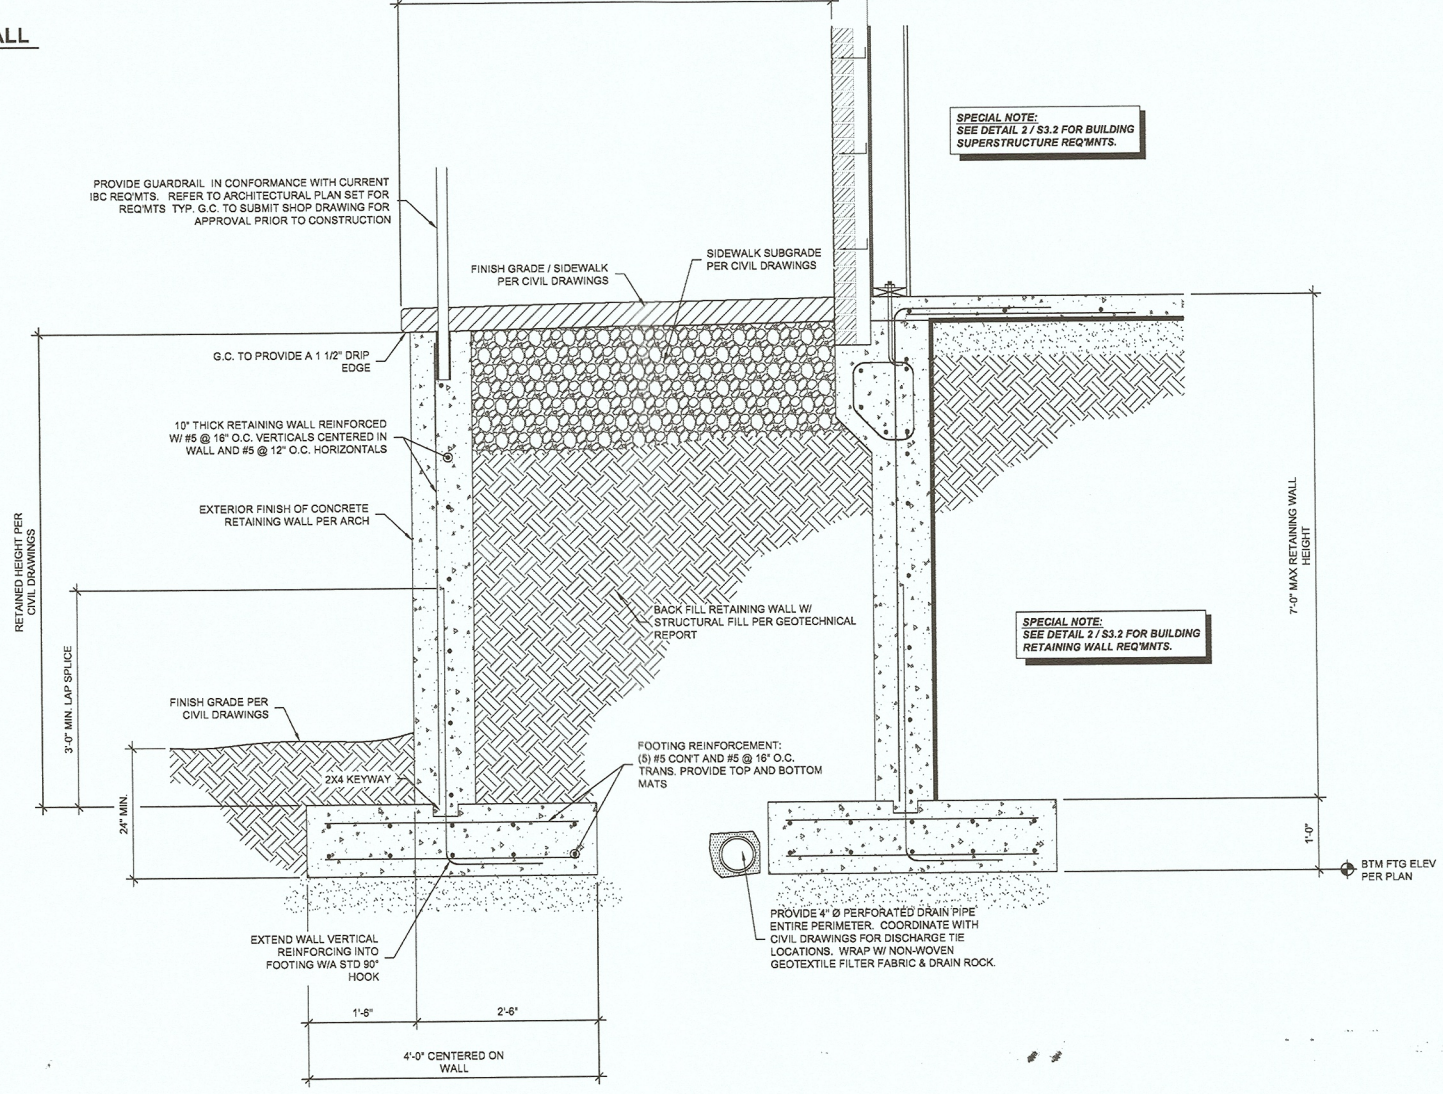 ALL
SPECIAL NOTE:
SEE DETAIL 2 / S3.2 FOR BUILDING
SUPERSTRUCTURE REQ'MNTS.
PROVIDE GUARDRAIL IN CONFORMANCE WITH CURRENT
IBC REQ'MTS. REFER TO ARCHITECTURAL PLAN SET FOR
REQ'MTS TYP. G.C. TO SUBMIT SHOP DRAWING FOR
APPROVAL PRIOR TO CONSTRUCTION
FINISH GRADE / SIDEWALK
PER CIVIL DRAWINGS
SIDEWALK SUBGRADE
PER CIVIL DRAWINGS
G.C. TO PROVIDE A 1 1/2" DRIP
EDGE
10" THICK RETAINING WALL REINFORCED
W/ #5 @ 16" O.C. VERTICALS CENTERED IN
WALL AND #5 @ 12" O.C. HORIZONTALS
EXTERIOR FINISH OF CONCRETE
RETAINING WALL PER ARCH
RETAINED HEIGHT PER
CIVIL DRAWINGS
7'-0" MAX RETAINING WALL
HEIGHT
BACK FILL RETAINING WALL W/
STRUCTURAL FILL PER GEOTECHNICAL
REPORT
SPECIAL NOTE:
SEE DETAIL 2 / S3.2 FOR BUILDING
RETAINING WALL REQ'MNTS.
3'-0" MIN. LAP SPLICE
FINISH GRADE PER
CIVIL DRAWINGS
FOOTING REINFORCEMENT:
(5) #5 CON'T AND #5 @ 16" O.C.
TRANS. PROVIDE TOP AND BOTTOM
MATS
2X4 KEYWAY
24" MIN.
1'-0"
BTM FTG ELEV
PER PLAN
PROVIDE 4" Ø PERFORATED DRAIN PIPE
ENTIRE PERIMETER. COORDINATE WITH
CIVIL DRAWINGS FOR DISCHARGE TIE
LOCATIONS. WRAP W/ NON-WOVEN
GEOTEXTILE FILTER FABRIC & DRAIN ROCK.
EXTEND WALL VERTICAL
REINFORCING INTO
FOOTING W/A STD 90°
HOOK
1'-6"
2'-6"
4'-0" CENTERED ON
WALL